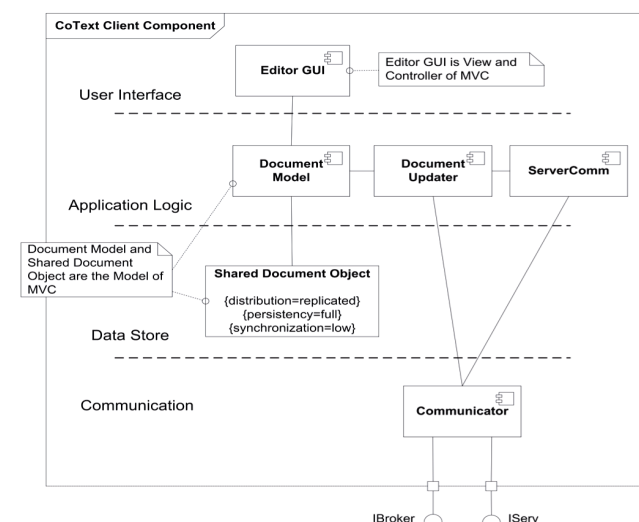 CoText Client Component
Editor GUI
Editor GUI is View and
Controller of MVC
User Interface
Document
Model
Document
Updater
ServerComm
Application Logic
Document Model and
Shared Document
Object are the Model of
MVC
Shared Document Object
{distribution=replicated}
{persistency=full}
{synchronization=low}
Data Store
Communication
Communicator
IBroker
IServ